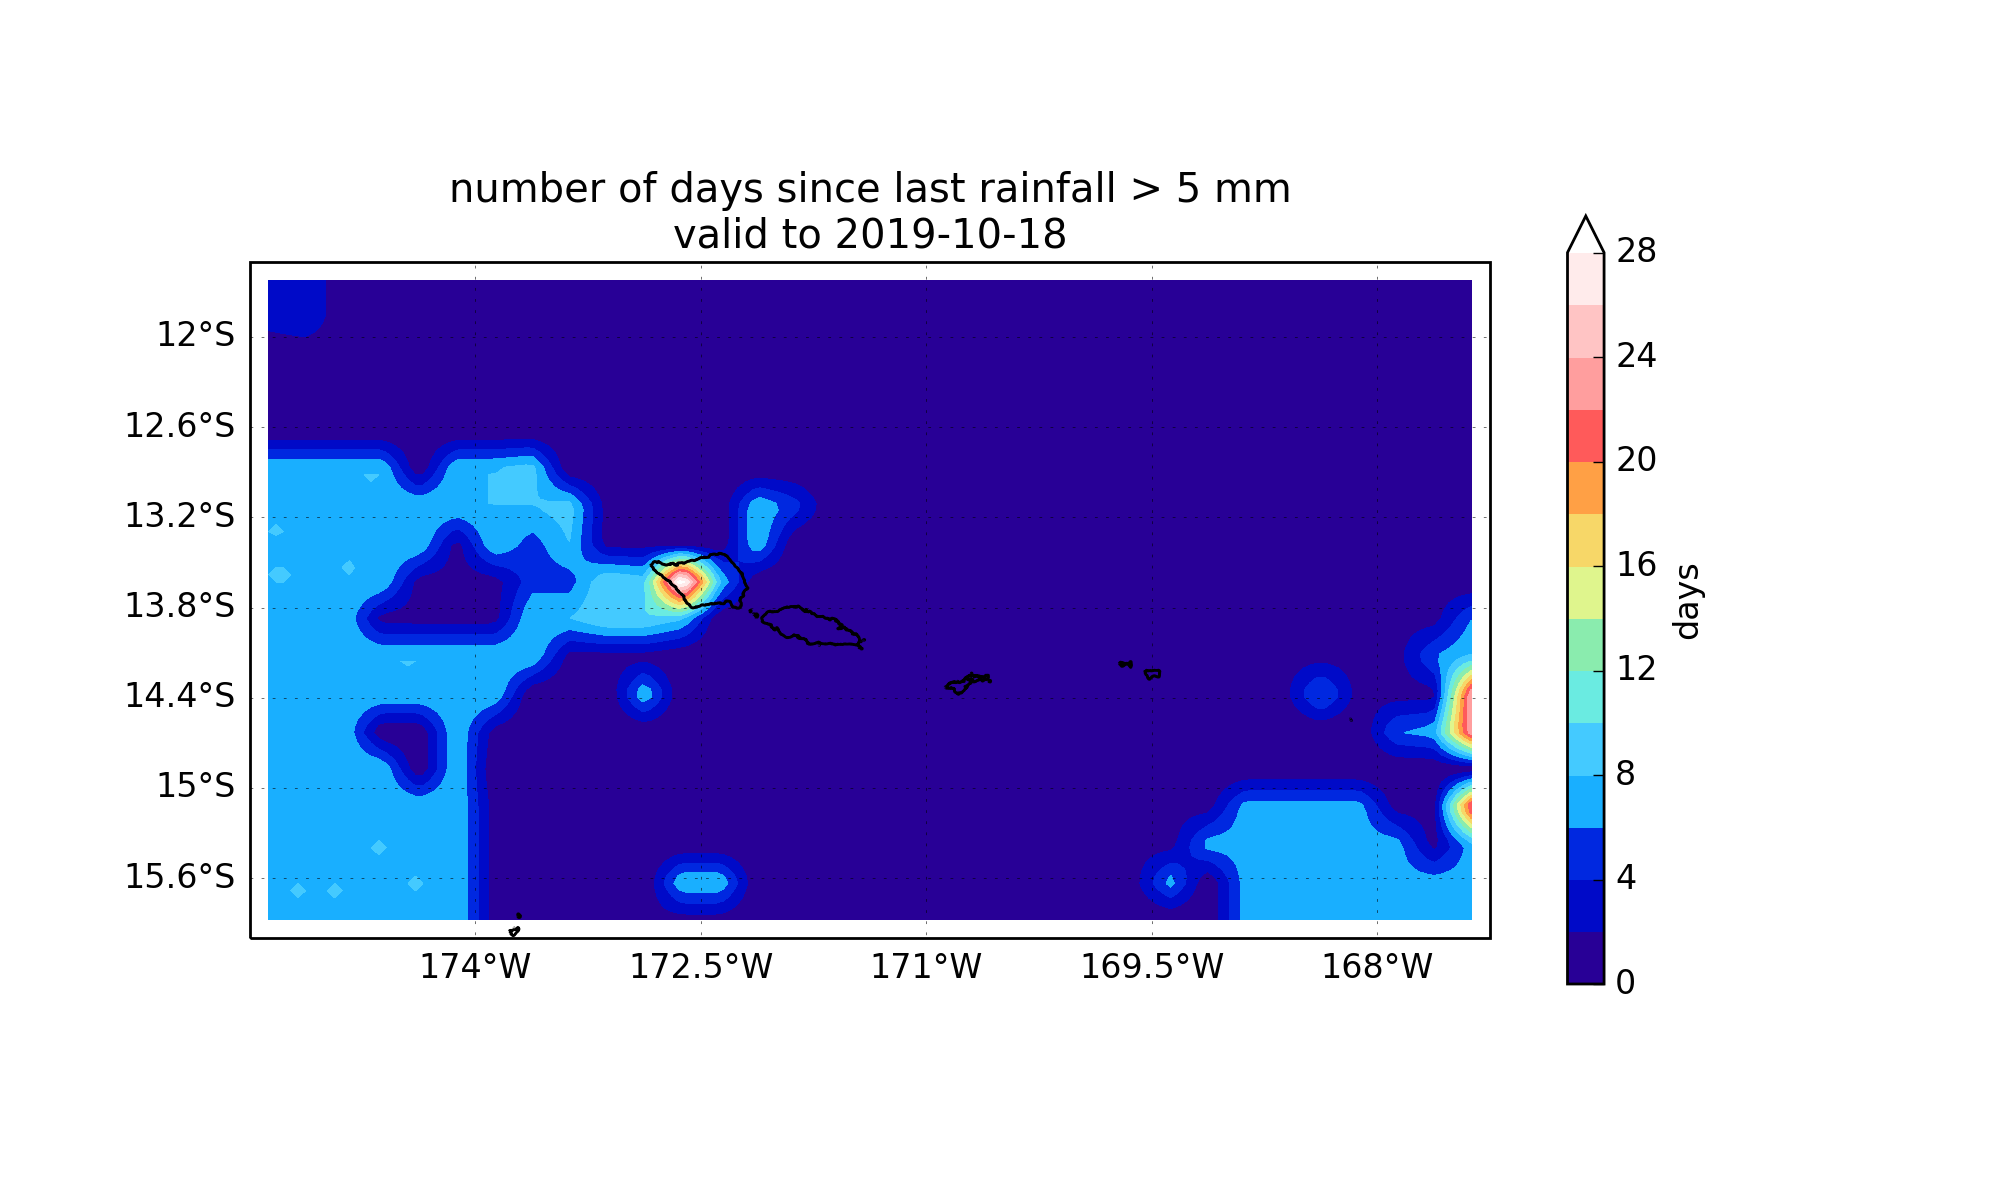 number of days since last rainfall > 5 mm
valid to 2019-10-18
12°S
12.6°S
13.2°S
13.8°S
14.4°S
15°S
15.6°S
174°W
172.5°W
171°W
169.5°W
168°W
28
24
20
16
12
8
4
0
days